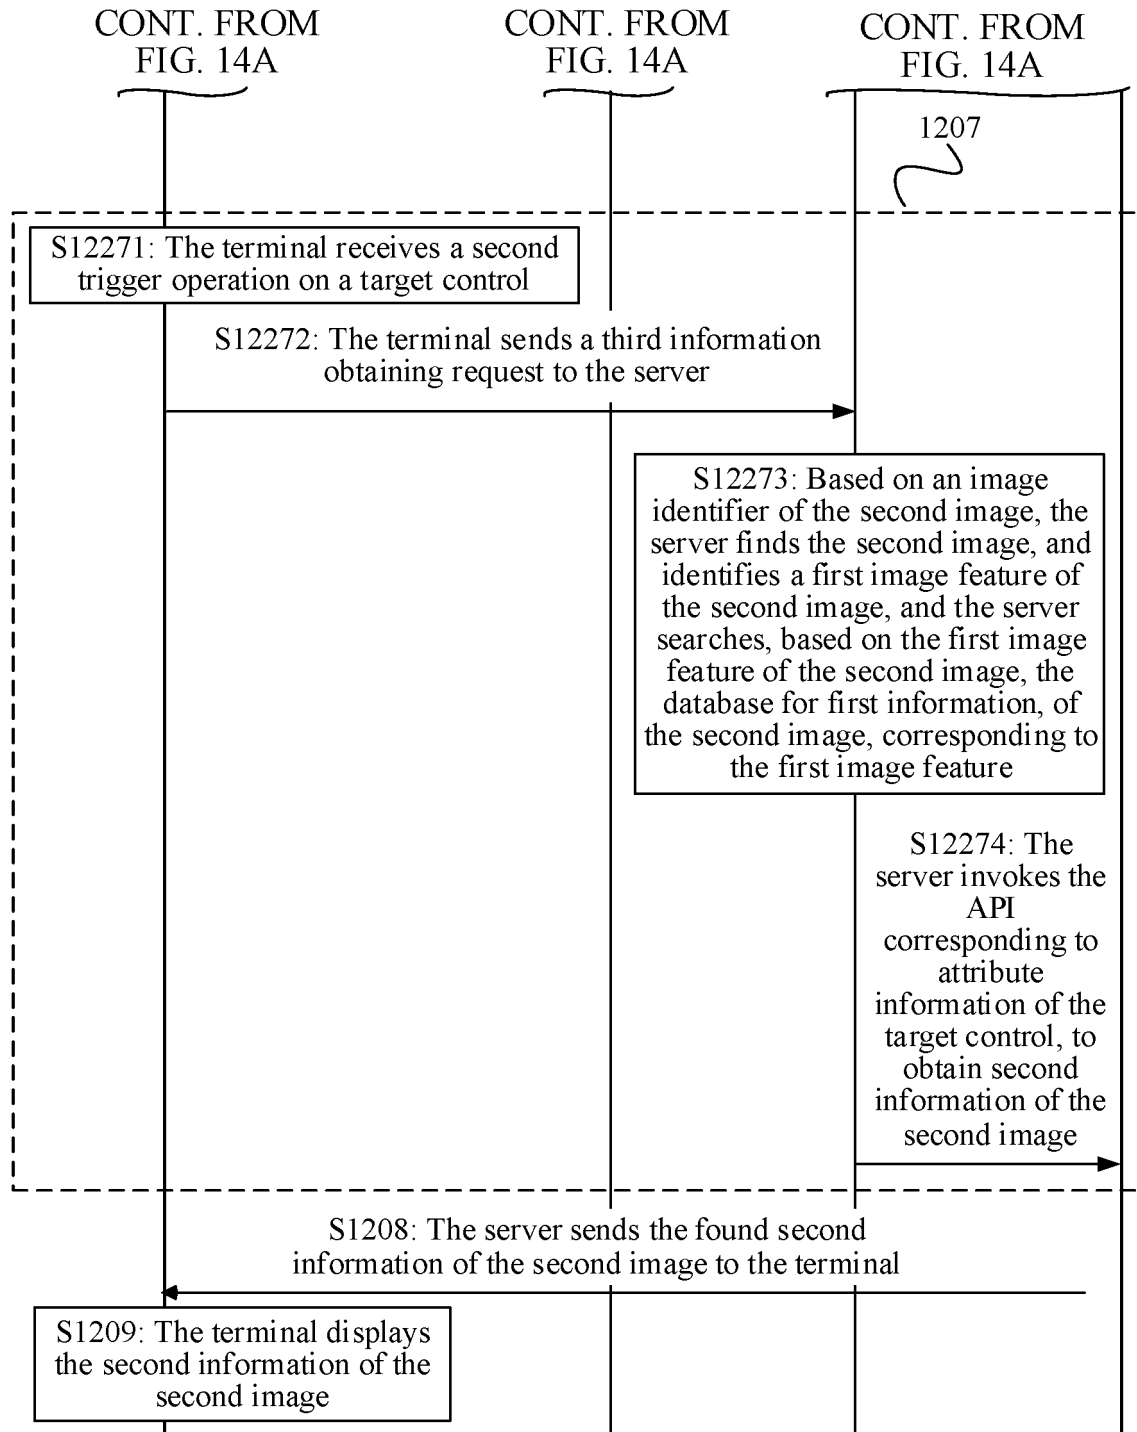 CONT. FROM
FIG. 14A
CONT. FROM
FIG. 14A
CONT. FROM
FIG. 14A
1207
S12271: The terminal receives a second
trigger operation on a target control
S12272: The terminal sends a third information
obtaining request to the server
S12273: Based on an image
identifier of the second image, the
server finds the second image, and
identifies a first image feature of
the second image, and the server
searches, based on the first image
feature of the second image, the
database for first information, of
the second image, corresponding to
the first image feature
S12274: The
server invokes the
API
corresponding to
attribute
information of the
target control, to
obtain second
information of the
second image
S1208: The server sends the found second
information of the second image to the terminal
S1209: The terminal displays
the second information of the
second image